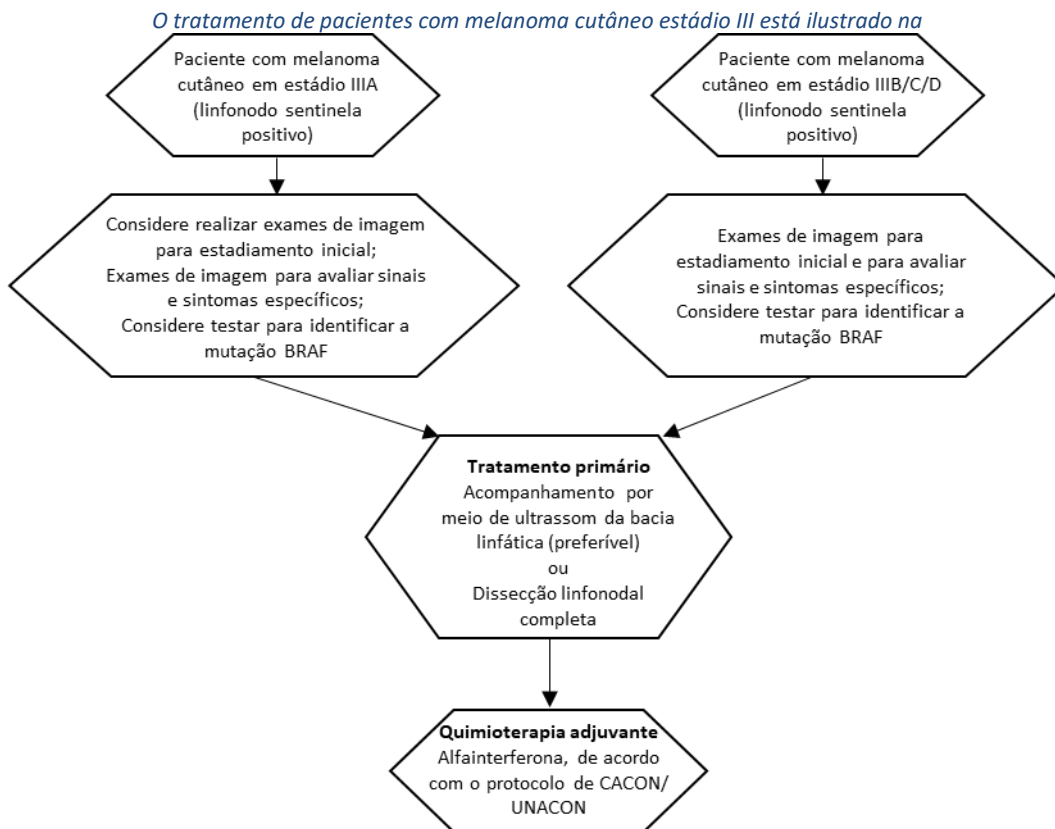 O tratamento de pacientes com melanoma cutâneo estádio III está ilustrado na
Paciente com melanoma
cutâneo em estádio IIIA
(linfonodo sentinela
positivo)
Paciente com melanoma
cutâneo em estádio IIIB/C/D
(linfonodo sentinela
positivo)
Considere realizar exames de imagem
para estadiamento inicial;
Exames de imagem para avaliar sinais
e sintomas específicos;
Considere testar para identificar a
mutação BRAF
Exames de imagem para
estadiamento inicial e para avaliar
sinais e sintomas específicos;
Considere testar para identificar a
mutação BRAF
Tratamento primário
Acompanhamento por
meio de ultrassom da bacia
linfática (preferível)
ou
Dissecção linfonodal
completa
Quimioterapia adjuvante
Alfainterferona, de acordo
com o protocolo de CACON/
UNACON